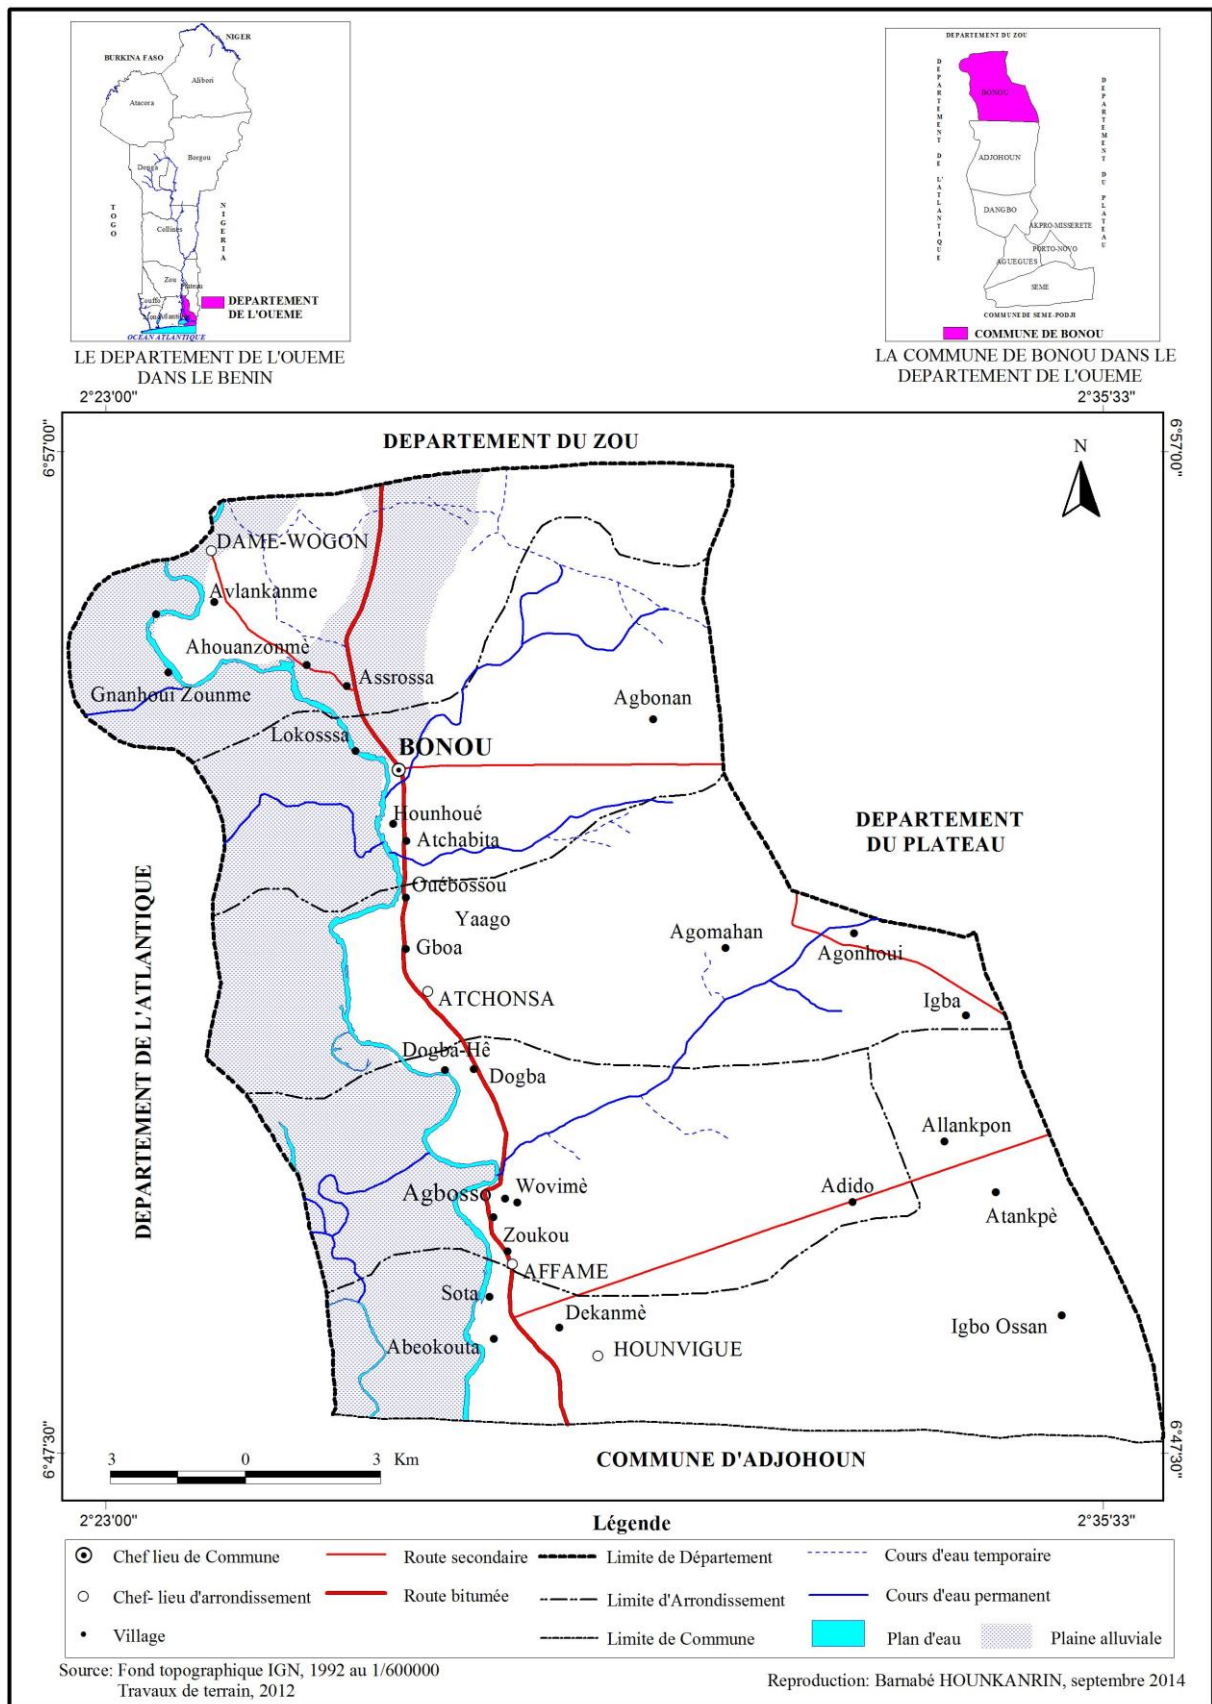 NIGER
BURKINA FASO
Alibori
Atacora
Borgou
Donga
TOGO
NIGERIA
Collines
Zou
Plateau
Couffo
Atlantique
OCEAN ATLANTIQUE
DEPARTEMENT
DE L'OUEME
LE DEPARTEMENT DE L'OUEME
DANS LE BENIN
DEPARTEMENT DU ZOU
DEPARTEMENT DE L'ATLANTIQUE
DEPARTEMENT DU PLATEAU
BONOU
ADJOHOUN
DANGBO
AKPRO-MISSERETE
PORTO-NOVO
AGUEGUES
SEME
COMMUNE DE SEME-PODJI
COMMUNE DE BONOU
LA COMMUNE DE BONOU DANS LE
DEPARTEMENT DE L'OUEME
2°23'00"
2°35'33"
6°57'00"
6°57'00"
DEPARTEMENT DU ZOU
N
DAME-WOGON
Avlankanme
Ahouanzonmè
Assrossa
Gnanhoui Zounme
Agbonan
Lokosssa
BONOU
Hounhoué
Atchabita
DEPARTEMENT
DU PLATEAU
DEPARTEMENT DE L'ATLANTIQUE
Ouébossou
Yaago
Gboa
Agomahan
Agonhoui
ATCHONSA
Igba
Dogba-Hê
Dogba
Allankpon
Agbosso
Wovimè
Adido
Atankpè
Zoukou
AFFAME
Sota
Dekanmè
Igbo Ossan
Abeokouta
HOUNVIGUE
6°47'30"
6°47'30"
3 0 3 Km
COMMUNE D'ADJOHOUN
2°23'00"
2°35'33"
Légende
Chef lieu de Commune
Route secondaire
Limite de Département
Cours d'eau temporaire
Chef- lieu d'arrondissement
Route bitumée
Limite d'Arrondissement
Cours d'eau permanent
Village
Limite de Commune
Plan d'eau
Plaine alluviale
Source: Fond topographique IGN, 1992 au 1/600000
Travaux de terrain, 2012
Reproduction: Barnabé HOUNKANRIN, septembre 2014